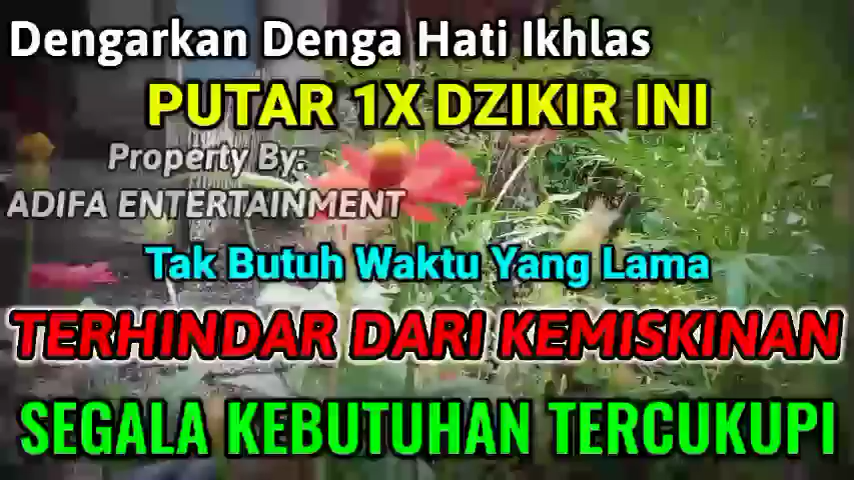 Dengarkan Denga Hati Ikhlas
PUTAR 1X DZIKIR INI
Property By:
ADIFA ENTERTAINMENT
Tak Butuh Waktu Yang Lama
TERHINDAR DARI KEMISKINAN
SEGALA KEBUTUHAN TERCUKUPI